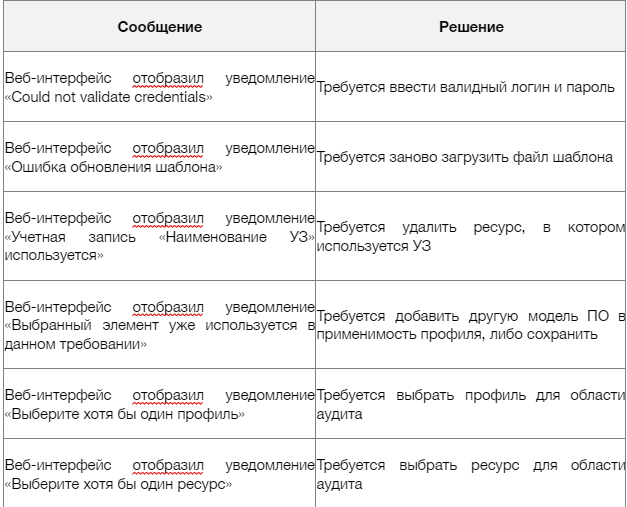 Сообщение
Решение
Веб-интерфейс отобразил уведомление
«Could not validate credentials»
Требуется ввести валидный логин и пароль
Веб-интерфейс отобразил уведомление
«Ошибка обновления шаблона»
Требуется заново загрузить файл шаблона
Веб-интерфейс отобразил уведомление
«Учетная запись «Наименование УЗ»
используется»
Требуется удалить ресурс, в котором
используется УЗ
Веб-интерфейс отобразил уведомление
«Выбранный элемент уже используется в
данном требовании»
Требуется добавить другую модель ПО в
применимость профиля, либо сохранить
Веб-интерфейс отобразил уведомление
«Выберите хотя бы один профиль»
Требуется выбрать профиль для области
аудита
Веб-интерфейс отобразил уведомление
«Выберите хотя бы один ресурс»
Требуется выбрать ресурс для области
аудита